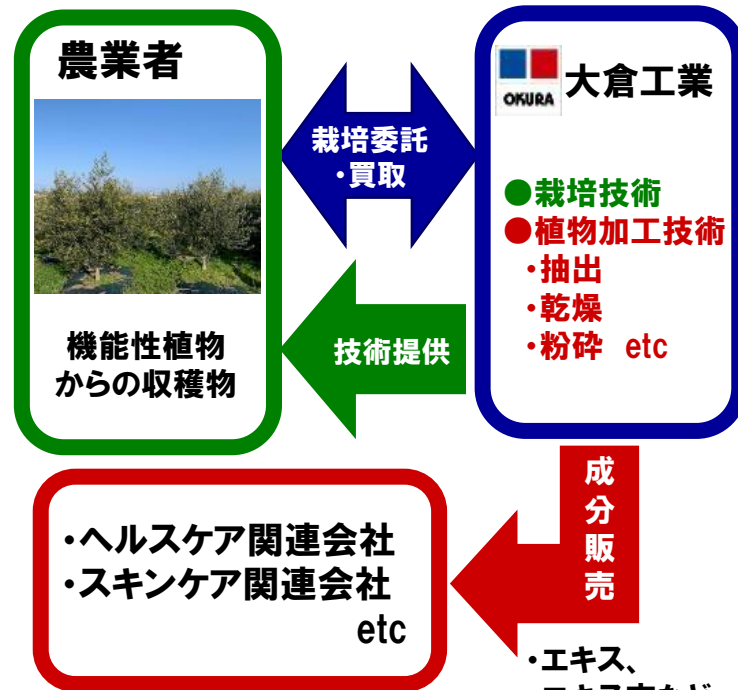 農業者
機能性植物
からの収穫物
栽培委託
・買取
技術提供
OKURA
大倉工業
●栽培技術
●植物加工技術
・抽出
・乾燥
・粉砕 etc
成分販売
・ヘルスケア関連会社
・スキンケア関連会社
etc
・エキス、